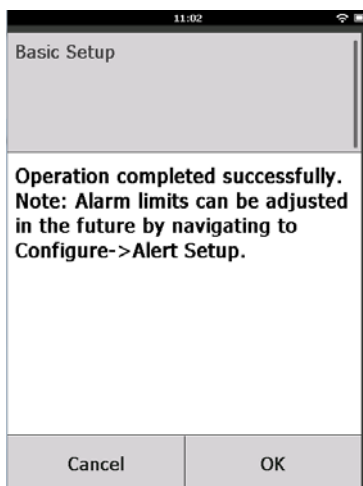 11:02
Basic Setup
Operation completed successfully.
Note: Alarm limits can be adjusted
in the future by navigating to
Configure->Alert Setup.
Cancel
OK